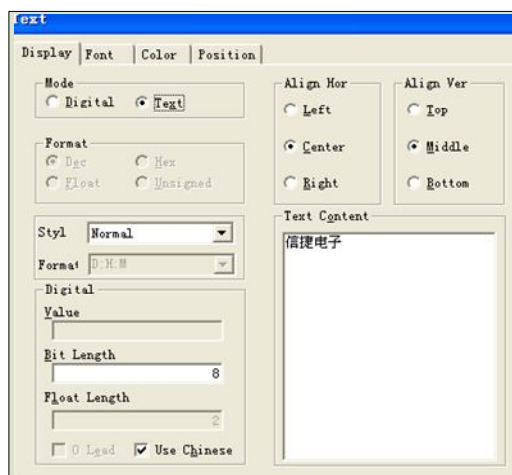 Text
Display Font Color Position
Mode
Digital Text
Format
Dec Hex
Float Unsigned
Styl Normal
Format D:H:M
Digital
Value
Bit Length
8
Float Length
2
0 Lead Use Chinese
Align Hor
Left
Center
Right
Align Ver
Top
Middle
Bottom
Text Content
信捷电子